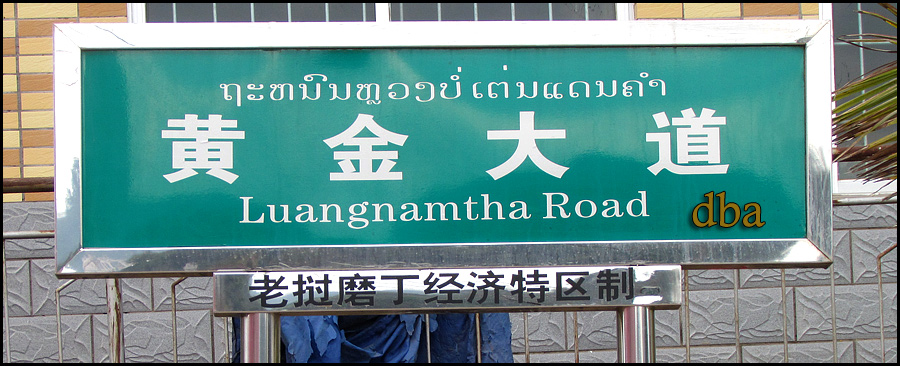 ຖະຫນົນຫຼວງບໍ່ເຕ່ນແດນຄຳ
黄金大道
Luangnamtha Road
dba
老挝磨丁经济特区制